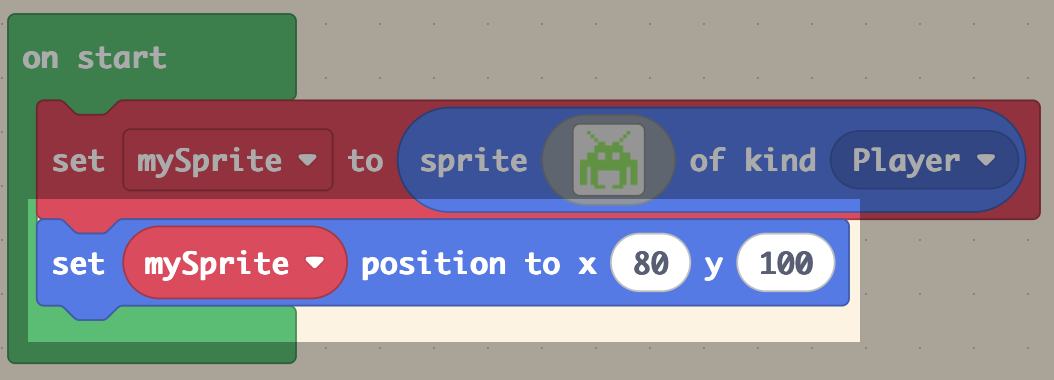 on start
set mySprite to sprite of kind Player
set mySprite position to x 80 y 100